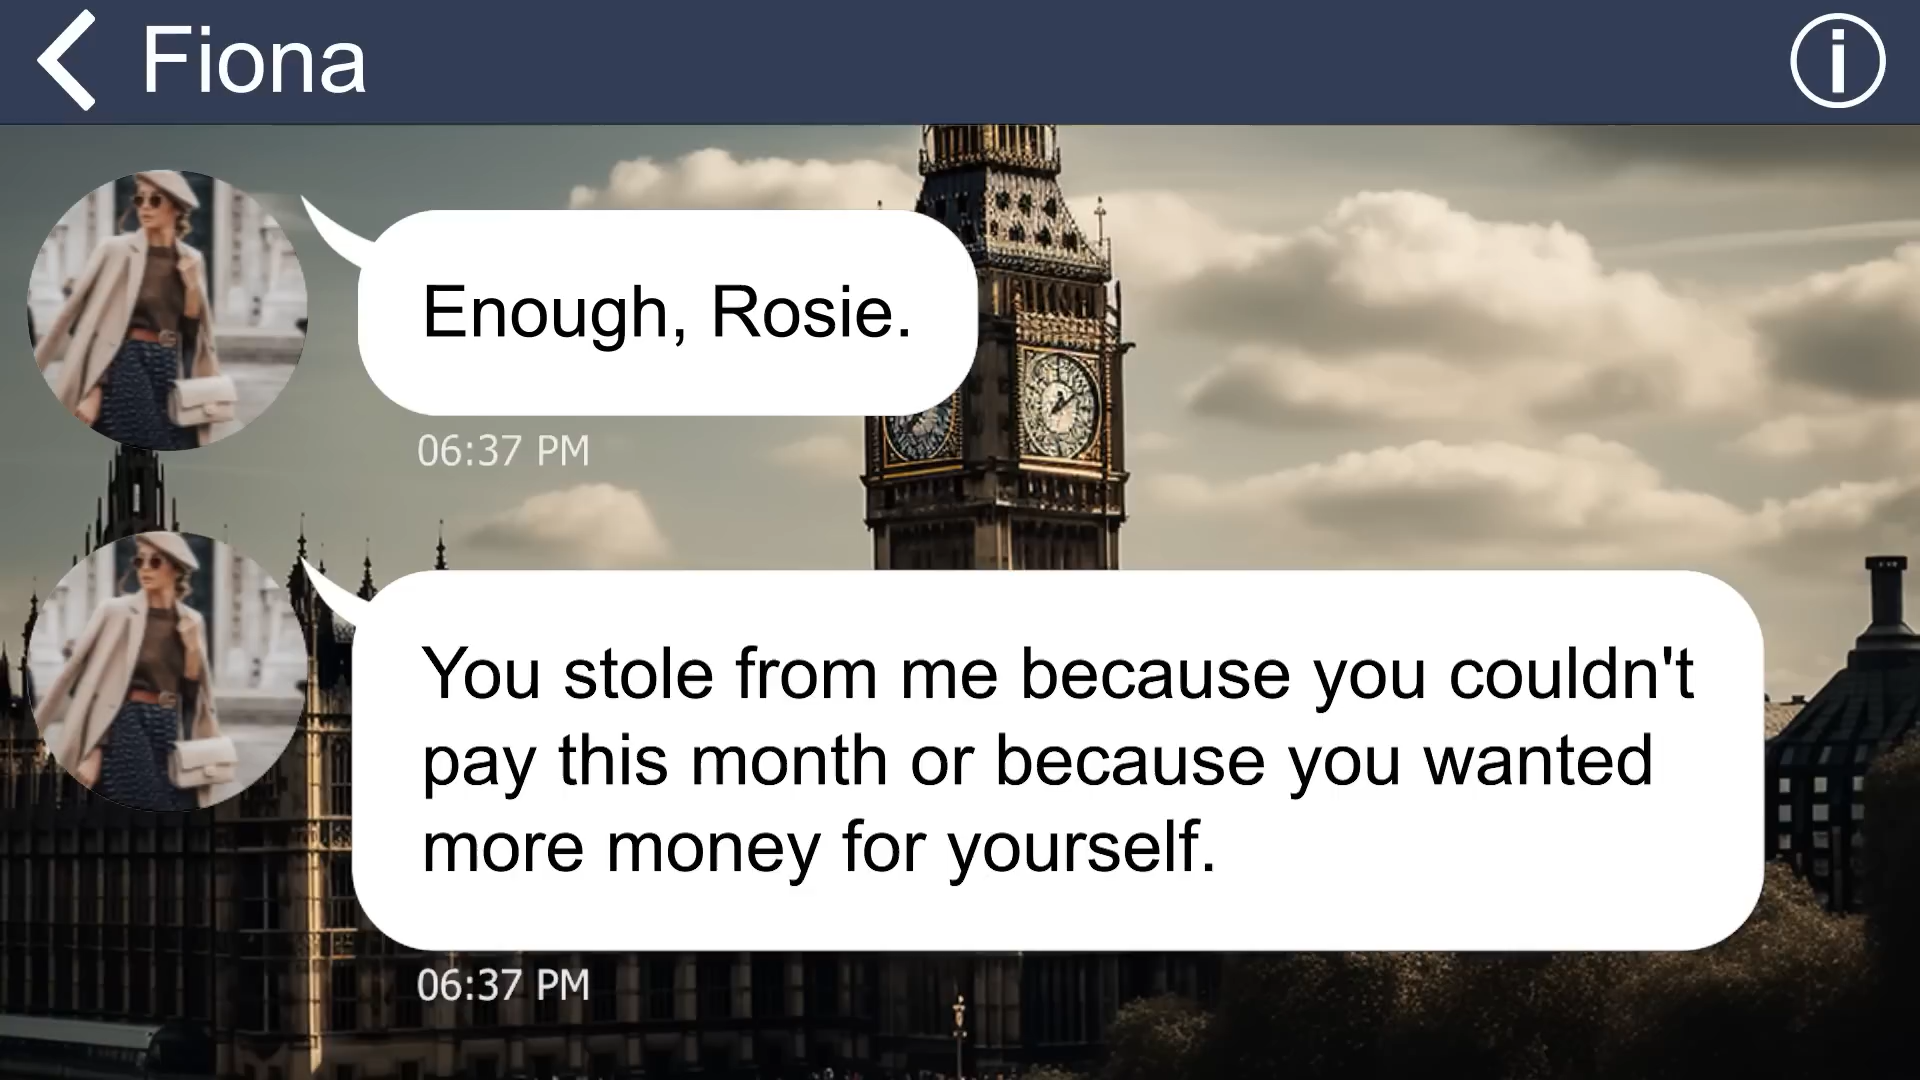 Fiona
Enough, Rosie.
06:37 PM
You stole from me because you couldn't
pay this month or because you wanted
more money for yourself.
06:37 PM